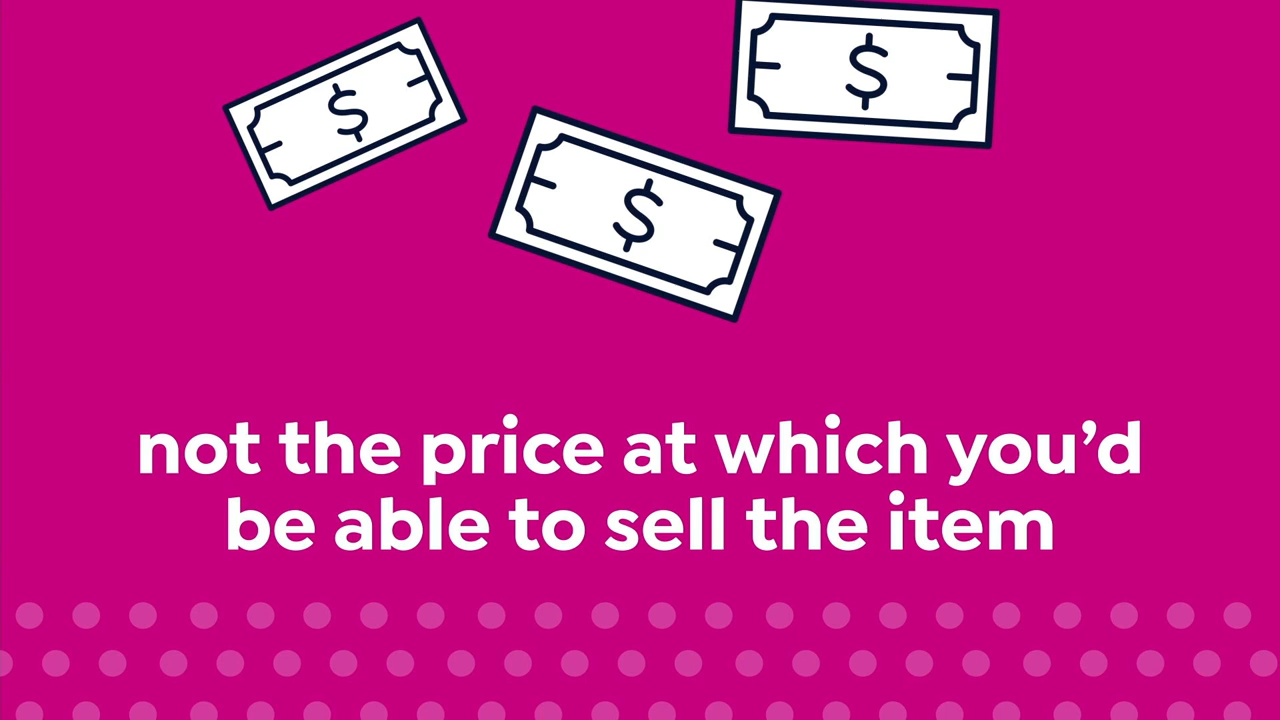 $
$
$
not the price at which you’d
be able to sell the item